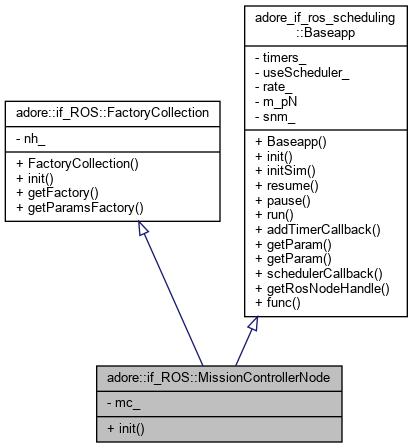 adore_if_ros_scheduling
::Baseapp
- timers_
- useScheduler_
- rate_
- m_pN
- snm_
+ Baseapp()
+ init()
+ initSim()
+ resume()
+ pause()
+ run()
+ addTimerCallback()
+ getParam()
+ getParam()
+ schedulerCallback()
+ getRosNodeHandle()
+ func()
adore::if_ROS::FactoryCollection
- nh_
+ FactoryCollection()
+ init()
+ getFactory()
+ getParamsFactory()
adore::if_ROS::MissionControllerNode
- mc_
+ init()